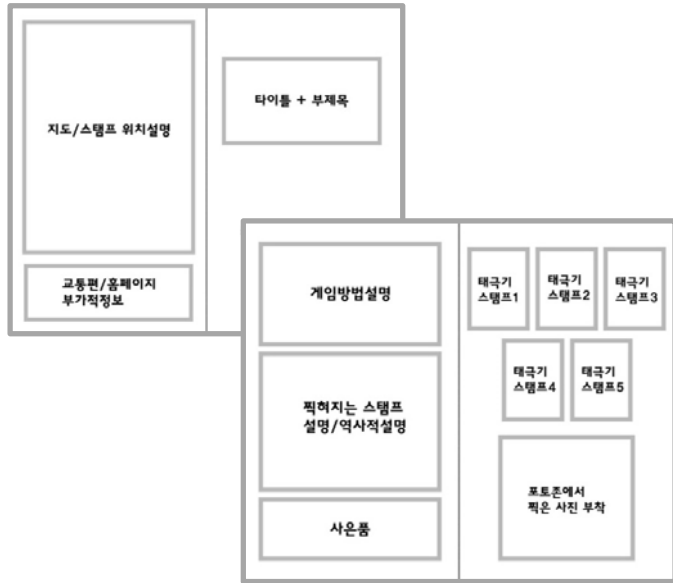 지도/스탬프 위치설명
타이틀 + 부제목
교통편/홈페이지
부가적정보
게임방법설명
찍혀지는 스탬프
설명/역사적설명
사은품
태극기
스탬프1
태극기
스탬프2
태극기
스탬프3
태극기
스탬프4
태극기
스탬프5
포토존에서
찍은 사진 부착